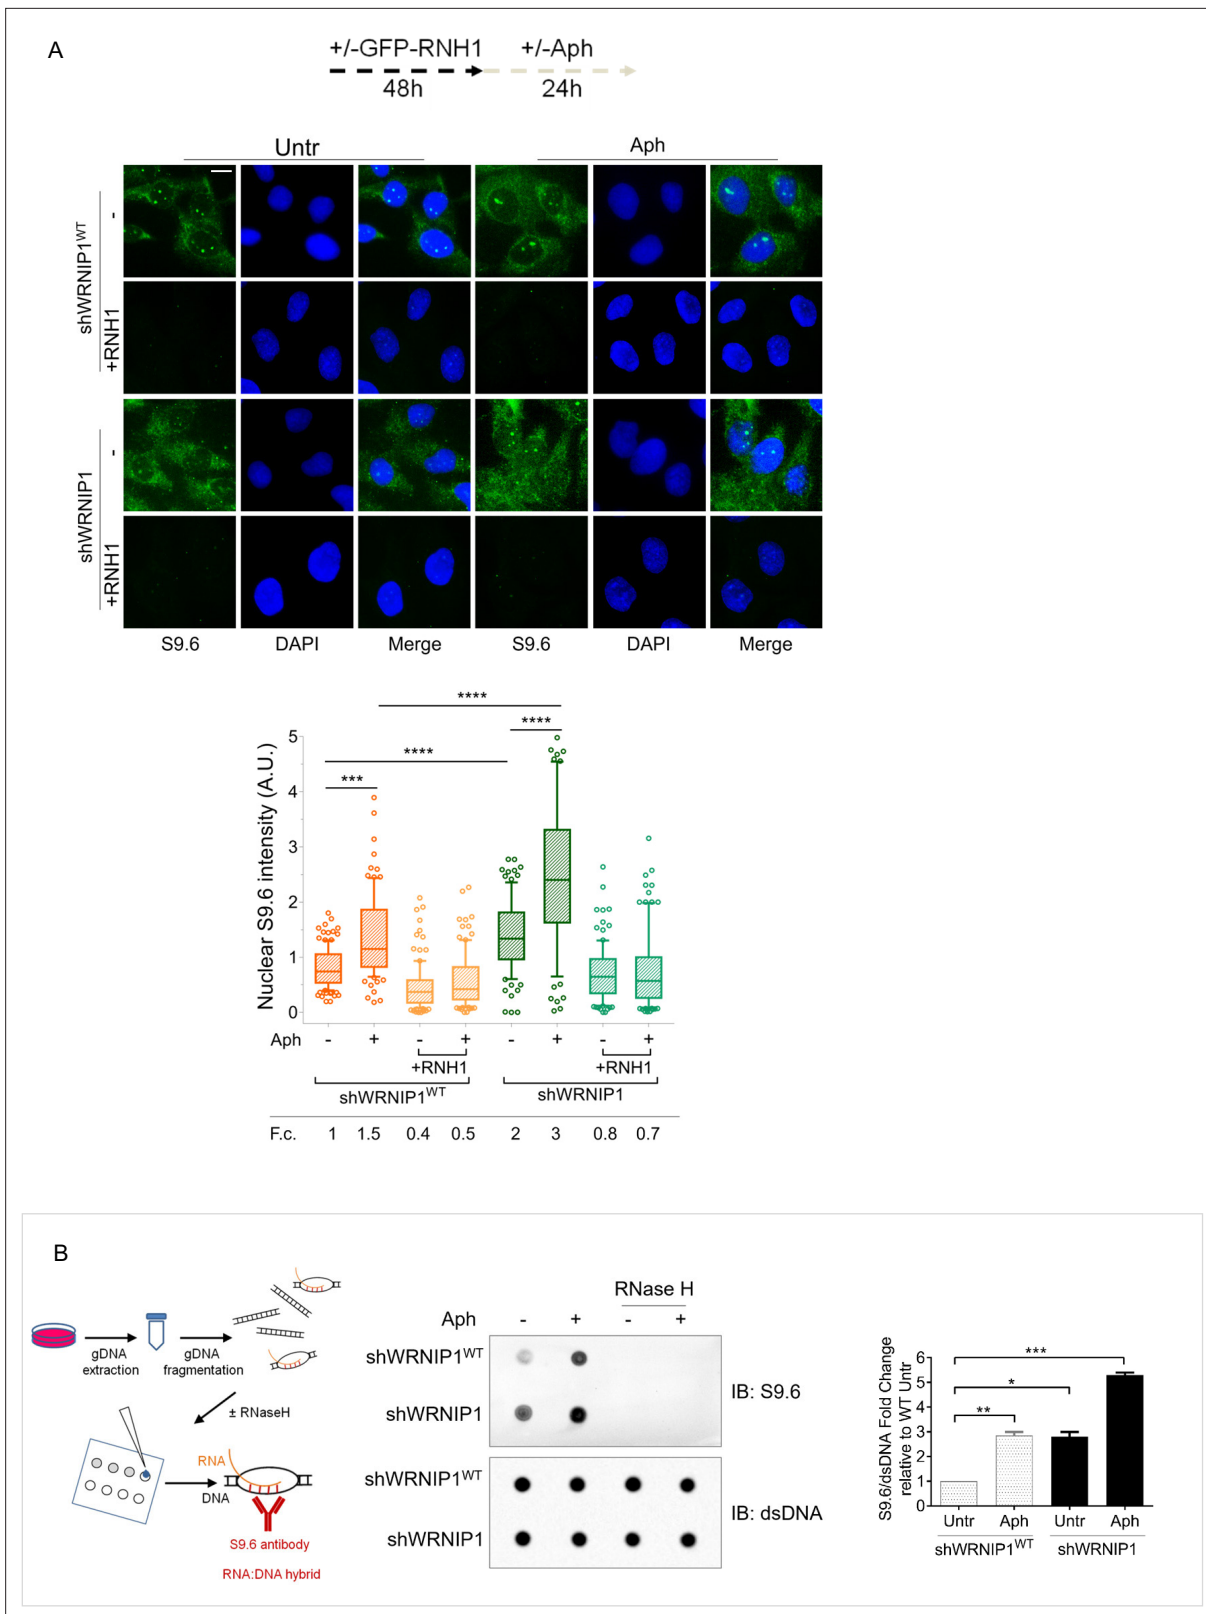 A
+/-GFP-RNH1 +/-Aph
48h 24h
Untr Aph
shWRNIP1WT
-
+RNH1
shWRNIP1
-
+RNH1
S9.6 DAPI Merge S9.6 DAPI Merge
Nuclear S9.6 intensity (A.U.)
5
4
3
2
1
0
****
****
****
***
Aph - + - + - + - +
+RNH1 +RNH1
shWRNIP1WT shWRNIP1
F.c. 1 1.5 0.4 0.5 2 3 0.8 0.7
B
gDNA
extraction
gDNA
fragmentation
± RNaseH
RNA
DNA
S9.6 antibody
RNA:DNA hybrid
RNase H
Aph - + - +
shWRNIP1WT
shWRNIP1
IB: S9.6
shWRNIP1WT
shWRNIP1
IB: dsDNA
S9.6/dsDNA Fold Change
relative to WT Untr
6
5
4
3
2
1
0
***
*
**
Untr Aph Untr Aph
shWRNIP1WT shWRNIP1